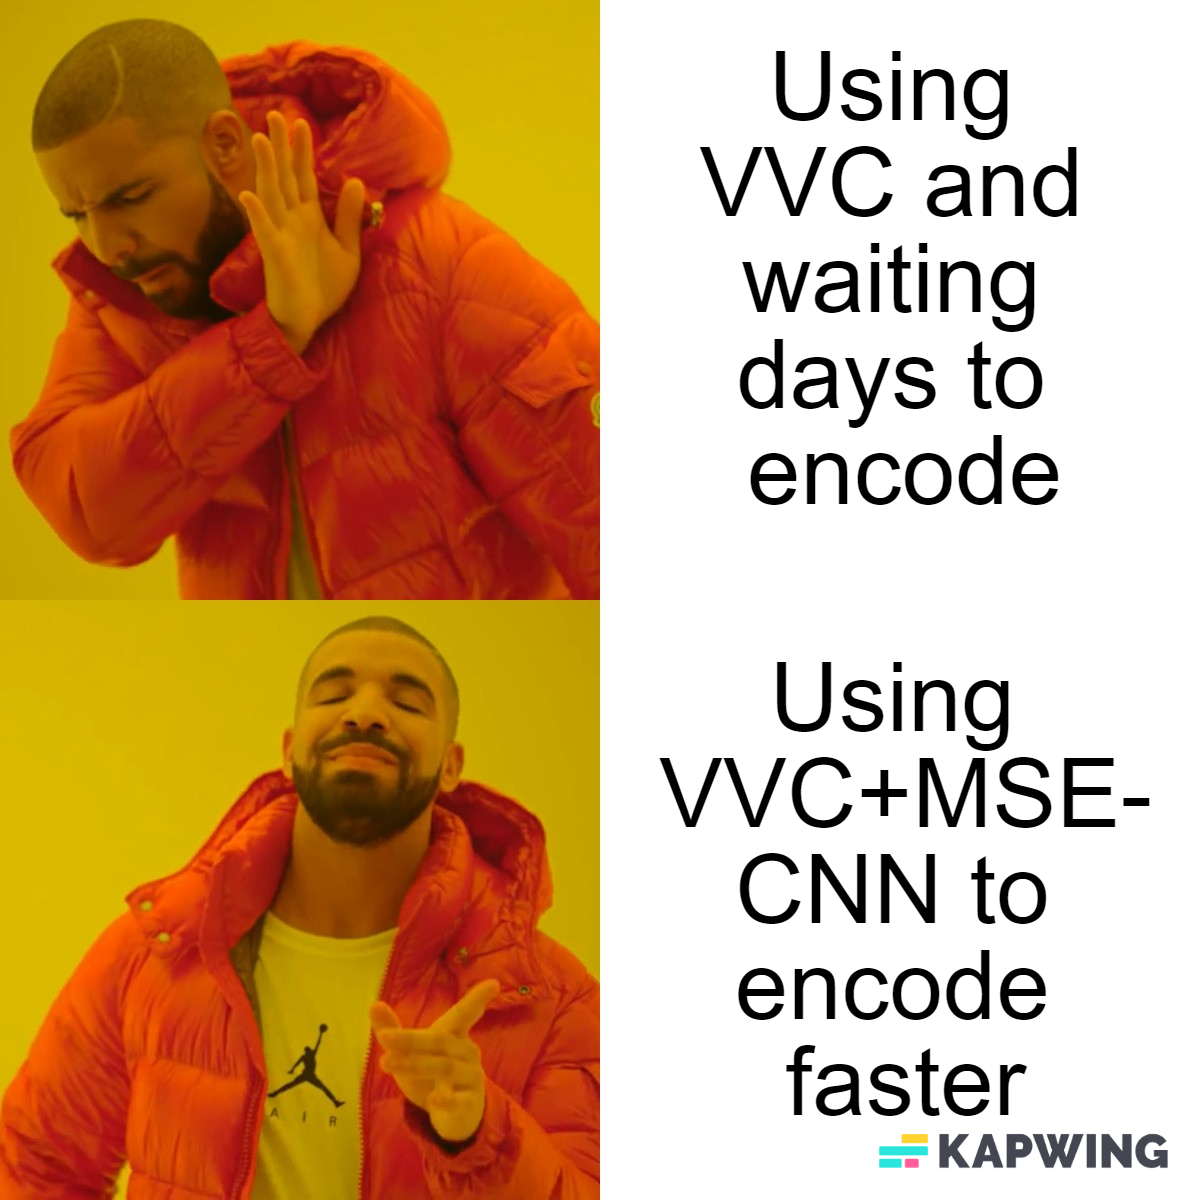 Using
VVC and
waiting
days to
encode
Using
VVC+MSE-
CNN to
encode
faster
AIR
KAPWING